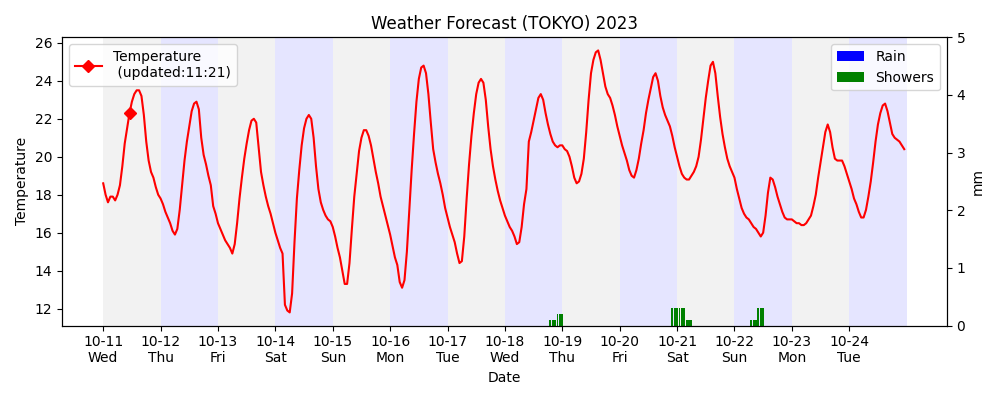 Weather Forecast (TOKYO) 2023
Temperature
(updated:11:21)
Rain
Showers
26
24
22
20
18
16
14
12
Temperature
5
4
3
2
1
0
mm
10-11 10-12 10-13 10-14 10-15 10-16 10-17 10-18 10-19 10-20 10-21 10-22 10-23 10-24
Wed Thu Fri Sat Sun Mon Tue Wed Thu Fri Sat Sun Mon Tue
Date